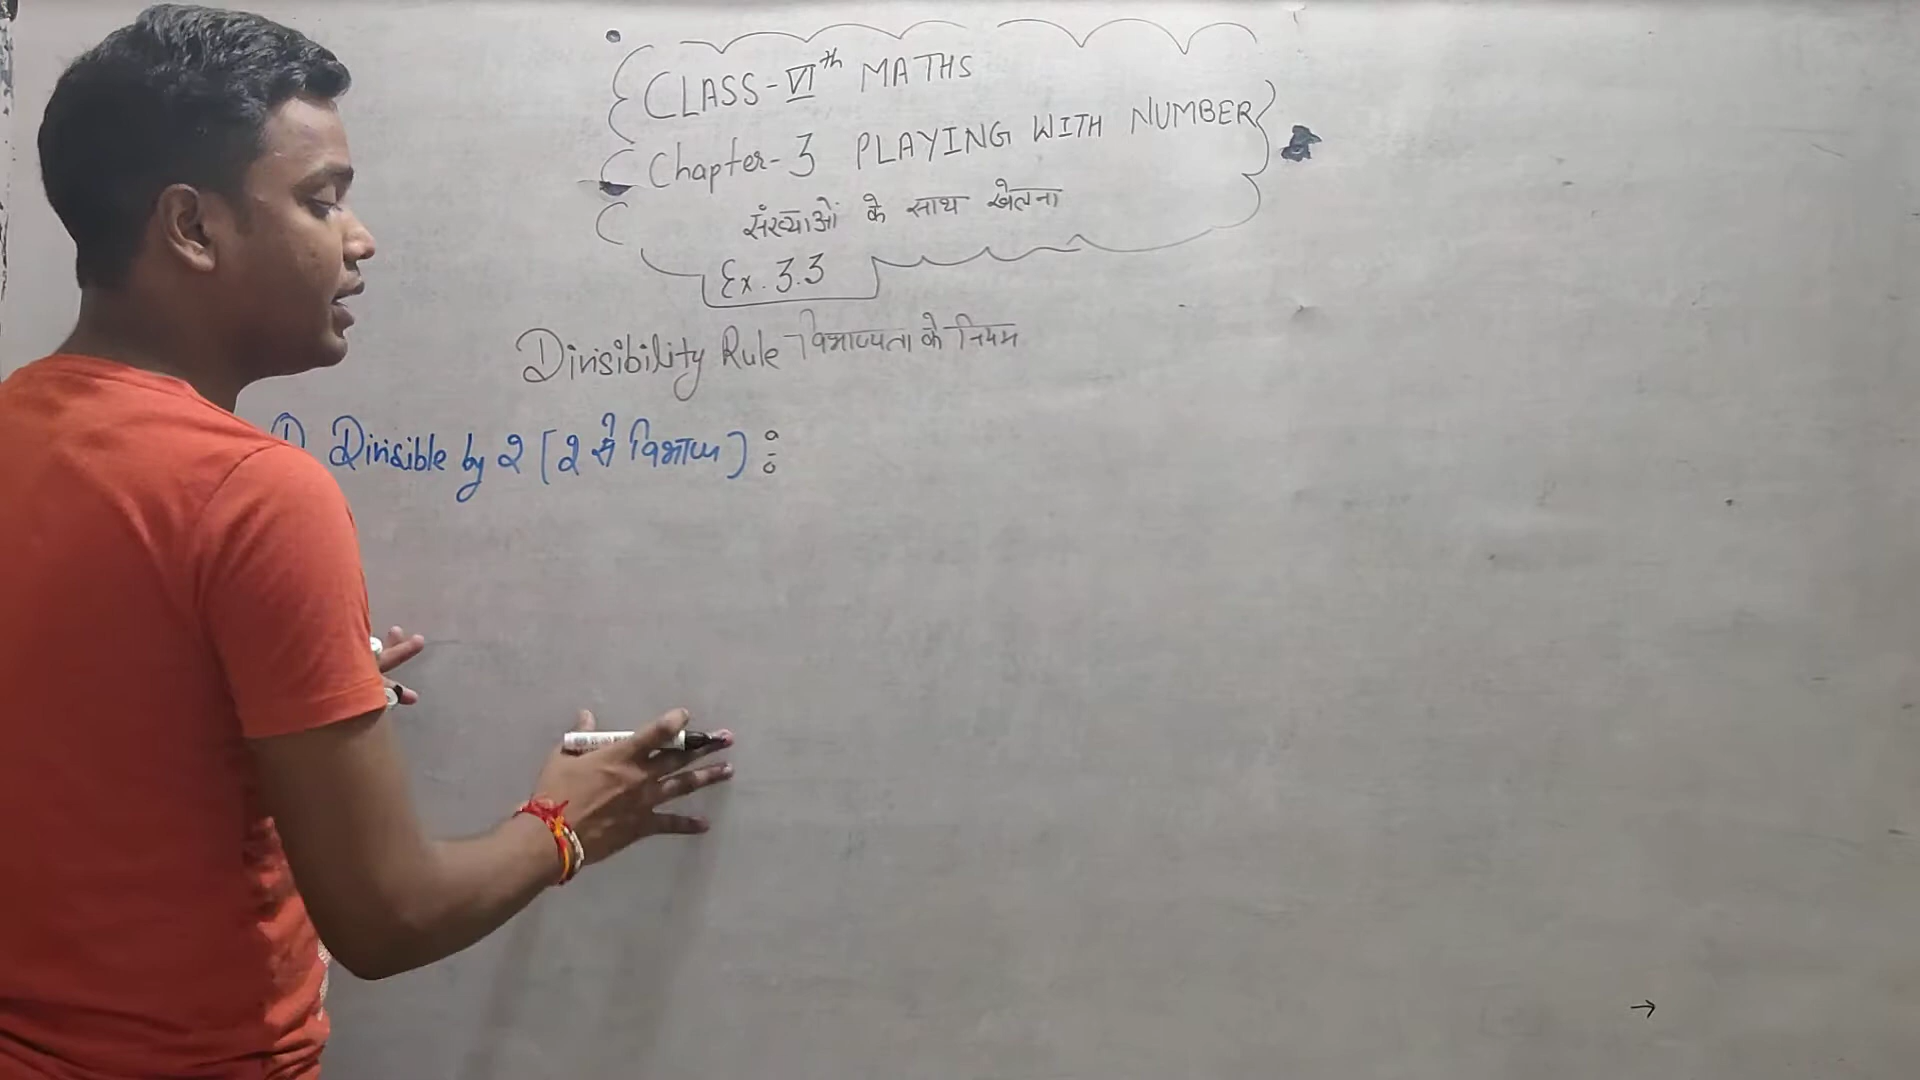 CLASS-VIth MATHS
Chapter-3 PLAYING WITH NUMBER
संख्याओं के साथ खेलना
Ex. 3.3
Divisibility Rule विभाज्यता के नियम
① Divisible by 2 [2 से विभाज्य] :
→